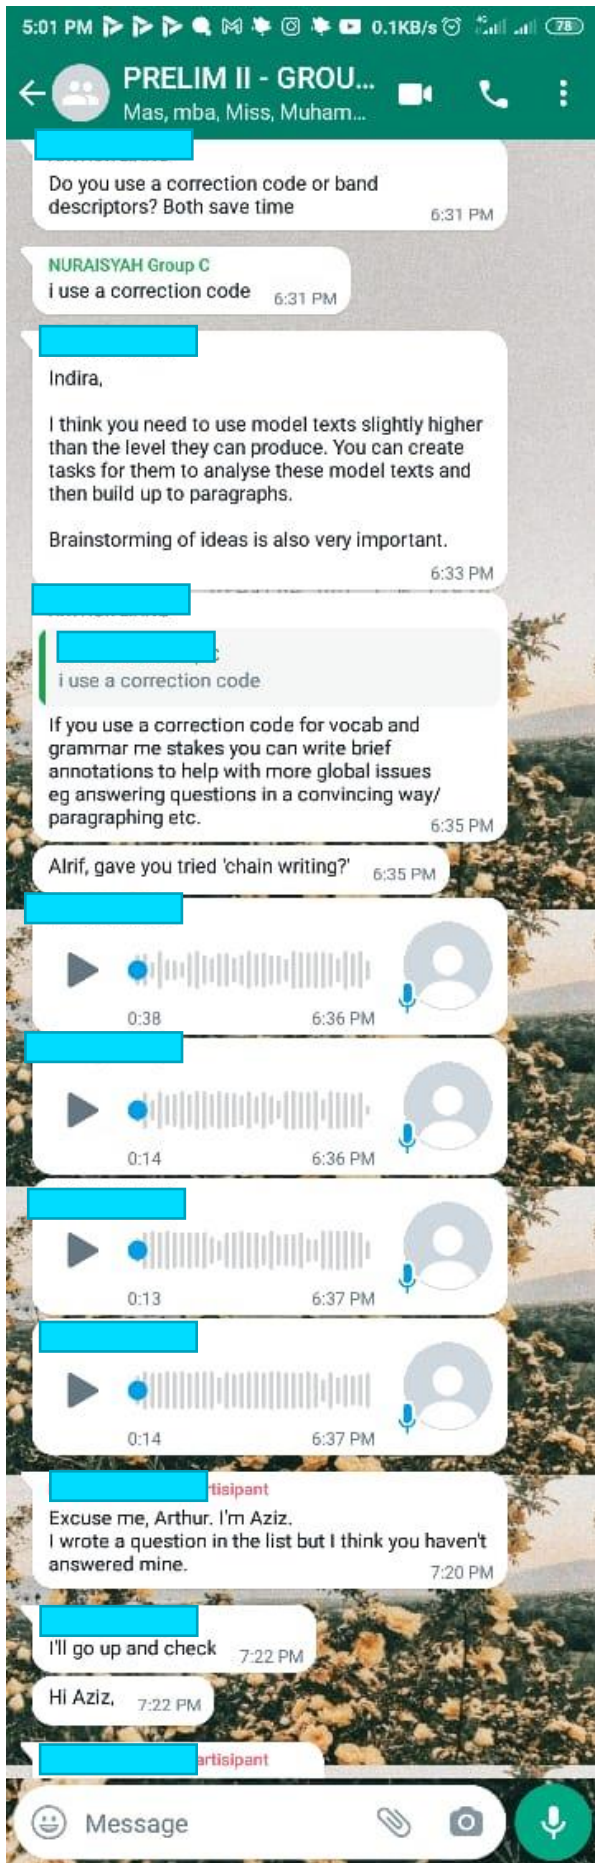 5:01 PM 0.1KB/s 4G 78
PRELIM II - GROU...
Mas, mba, Miss, Muham...
Do you use a correction code or band
descriptors? Both save time
6:31 PM
NURAISYAH Group C
i use a correction code 6:31 PM
Indira,
I think you need to use model texts slightly higher
than the level they can produce. You can create
tasks for them to analyse these model texts and
then build up to paragraphs.
Brainstorming of ideas is also very important.
6:33 PM
i use a correction code
If you use a correction code for vocab and
grammar me stakes you can write brief
annotations to help with more global issues
eg answering questions in a convincing way/
paragraphing etc.
6:35 PM
Alrif, gave you tried 'chain writing?' 6:35 PM
0:38 6:36 PM
0:14 6:36 PM
0:13 6:37 PM
0:14 6:37 PM
tisipant
Excuse me, Arthur. I'm Aziz.
I wrote a question in the list but I think you haven't
answered mine.
7:20 PM
I'll go up and check 7:22 PM
Hi Aziz, 7:22 PM
artisipant
Message